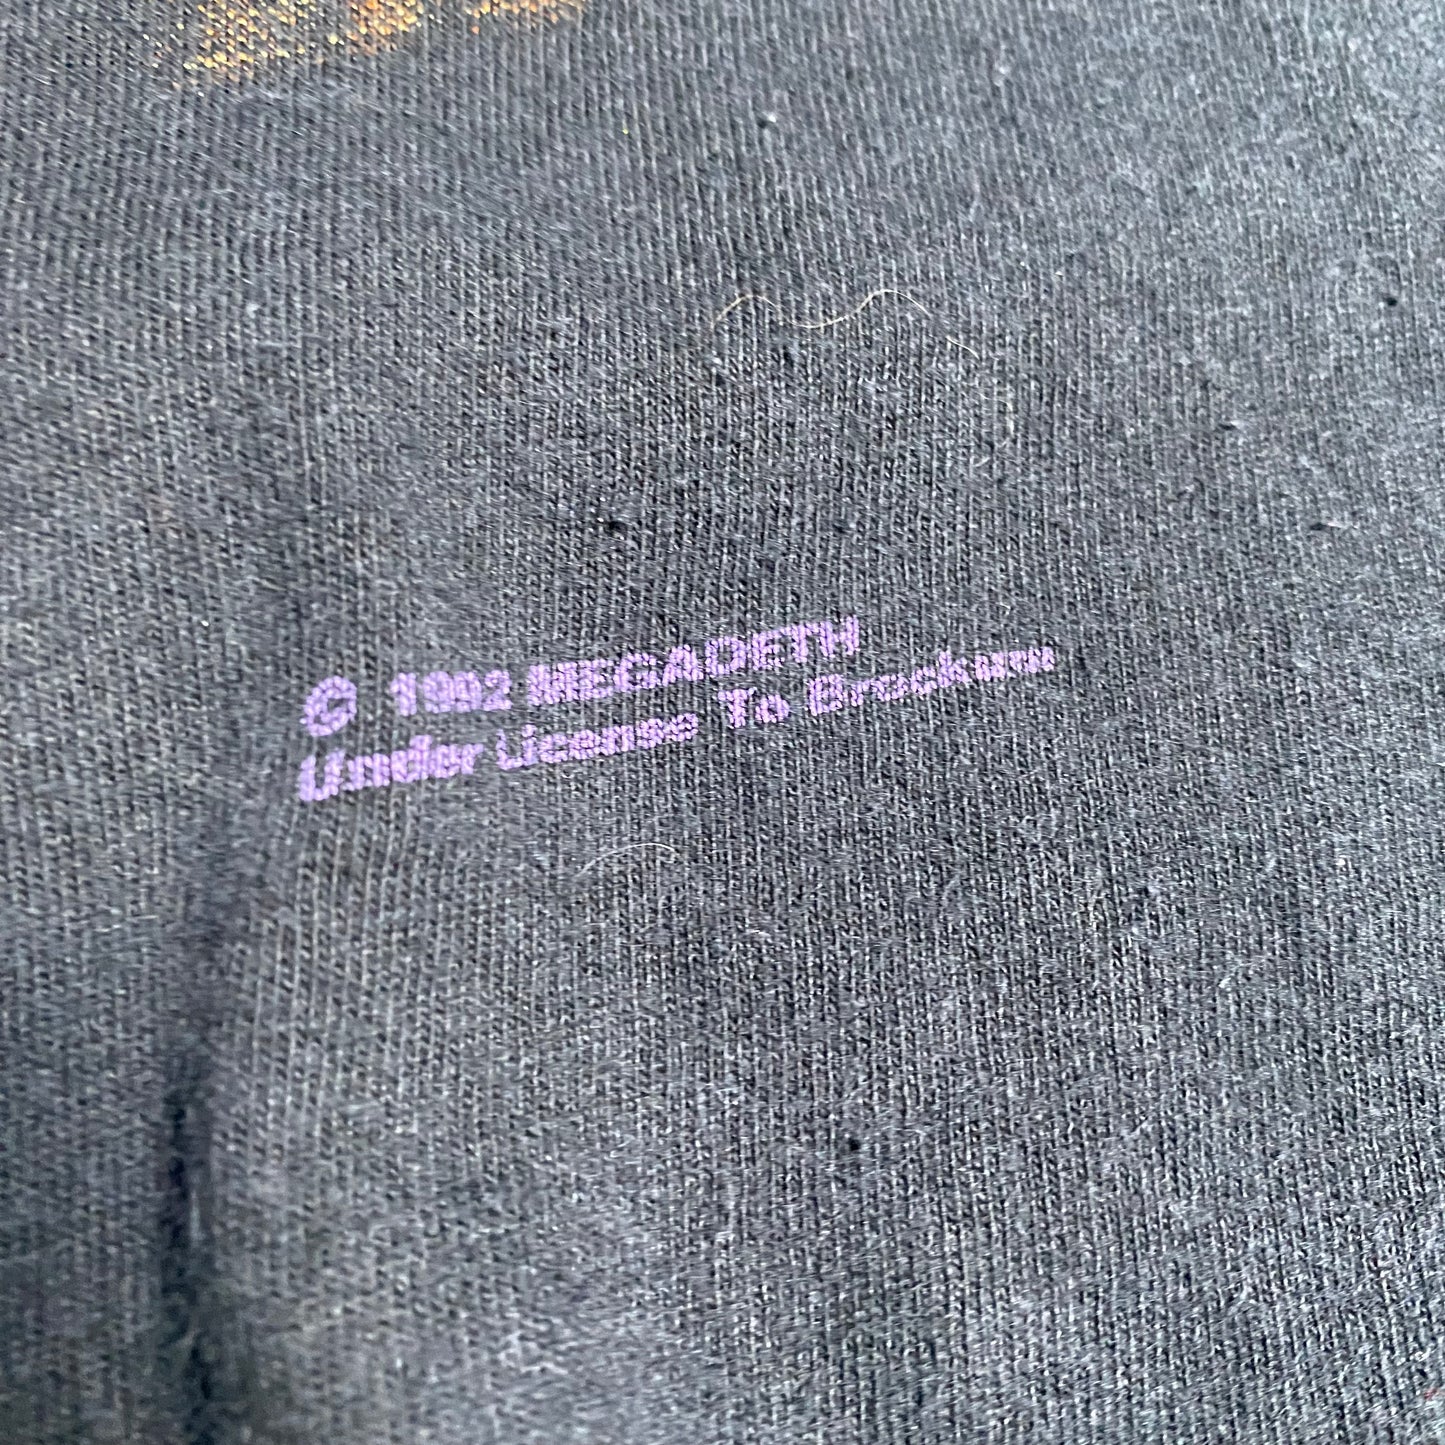 © 1992 MEGADETH
Under License To Brockum